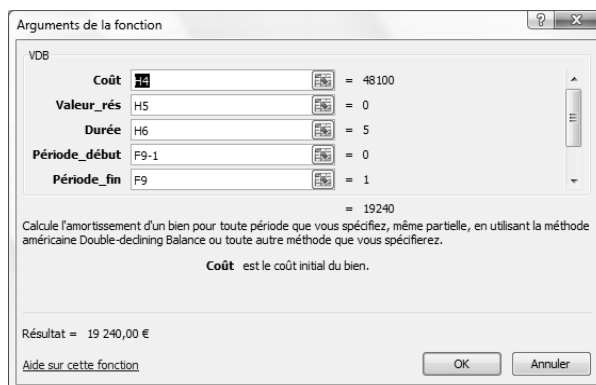 Arguments de la fonction
VDB
Coût H4 = 48100
Valeur_rés H5 = 0
Durée H6 = 5
Période_début F9-1 = 0
Période_fin F9 = 1
= 19240
Calcule l'amortissement d'un bien pour toute période que vous spécifiez, même partielle, en utilisant la méthode
américaine Double-declining Balance ou toute autre méthode que vous spécifierez.
Coût est le coût initial du bien.
Résultat = 19 240,00 €
Aide sur cette fonction OK Annuler